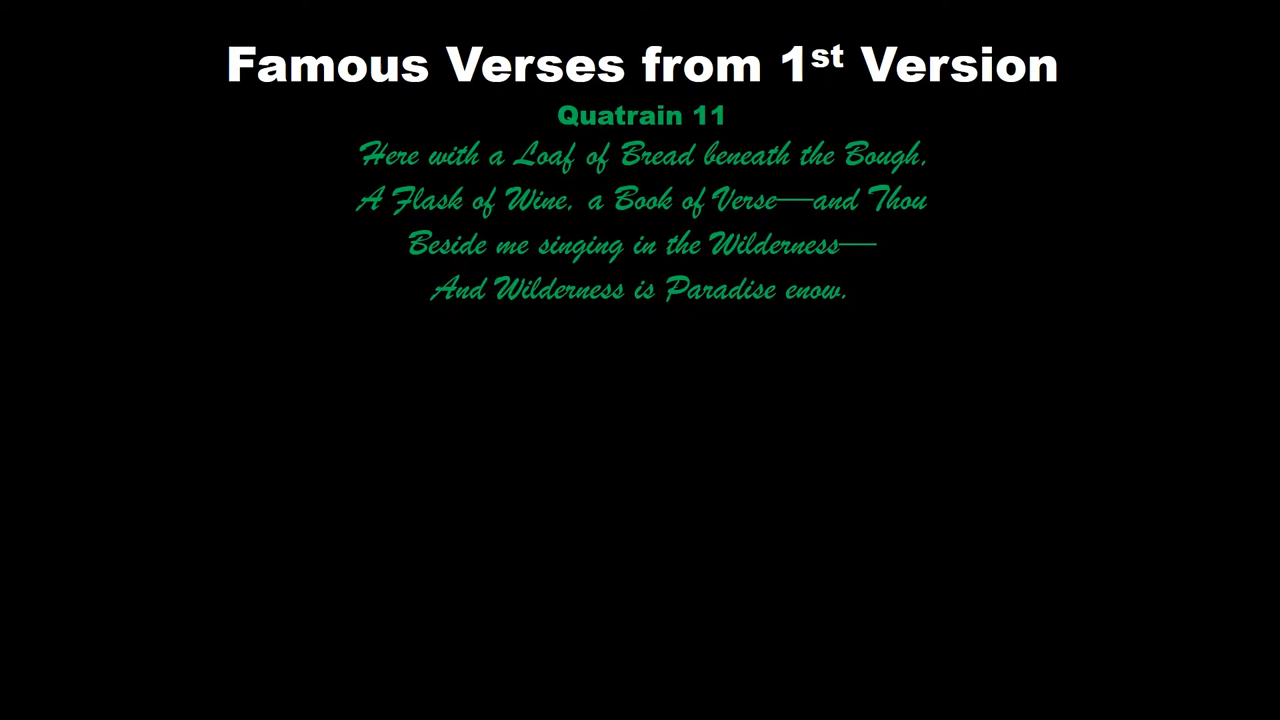 Famous Verses from 1st Version
Quatrain 11
Here with a Loaf of Bread beneath the Bough,
A Flask of Wine, a Book of Verse—and Thou
Beside me singing in the Wilderness—
And Wilderness is Paradise enow.